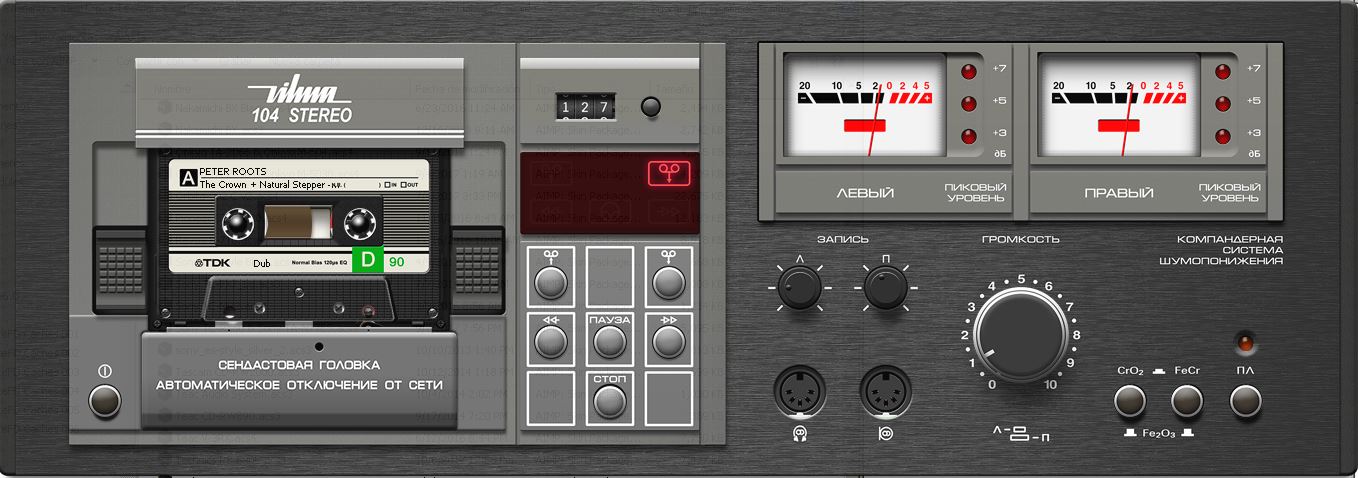 vilma
104 STEREO
A PETER ROOTS
The Crown + Natural Stepper - N.R. ( ) IN OUT
TDK Dub Normal Bias 120µs EQ D 90
СЕНДАСТОВАЯ ГОЛОВКА
АВТОМАТИЧЕСКОЕ ОТКЛЮЧЕНИЕ ОТ СЕТИ
1 2 7
ПАУЗА
СТОП
20 10 5 2 0 2 4 5
+7
+5
+3
дБ
ЛЕВЫЙ
ПИКОВЫЙ
УРОВЕНЬ
20 10 5 2 0 2 4 5
+7
+5
+3
дБ
ПРАВЫЙ
ПИКОВЫЙ
УРОВЕНЬ
ЗАПИСЬ
Л П
ГРОМКОСТЬ
0 1 2 3 4 5 6 7 8 9 10
Л П
КОМПАНДЕРНАЯ
СИСТЕМА
ШУМОПОНИЖЕНИЯ
CrO₂ FeCr ПЛ
Fe₂O₃